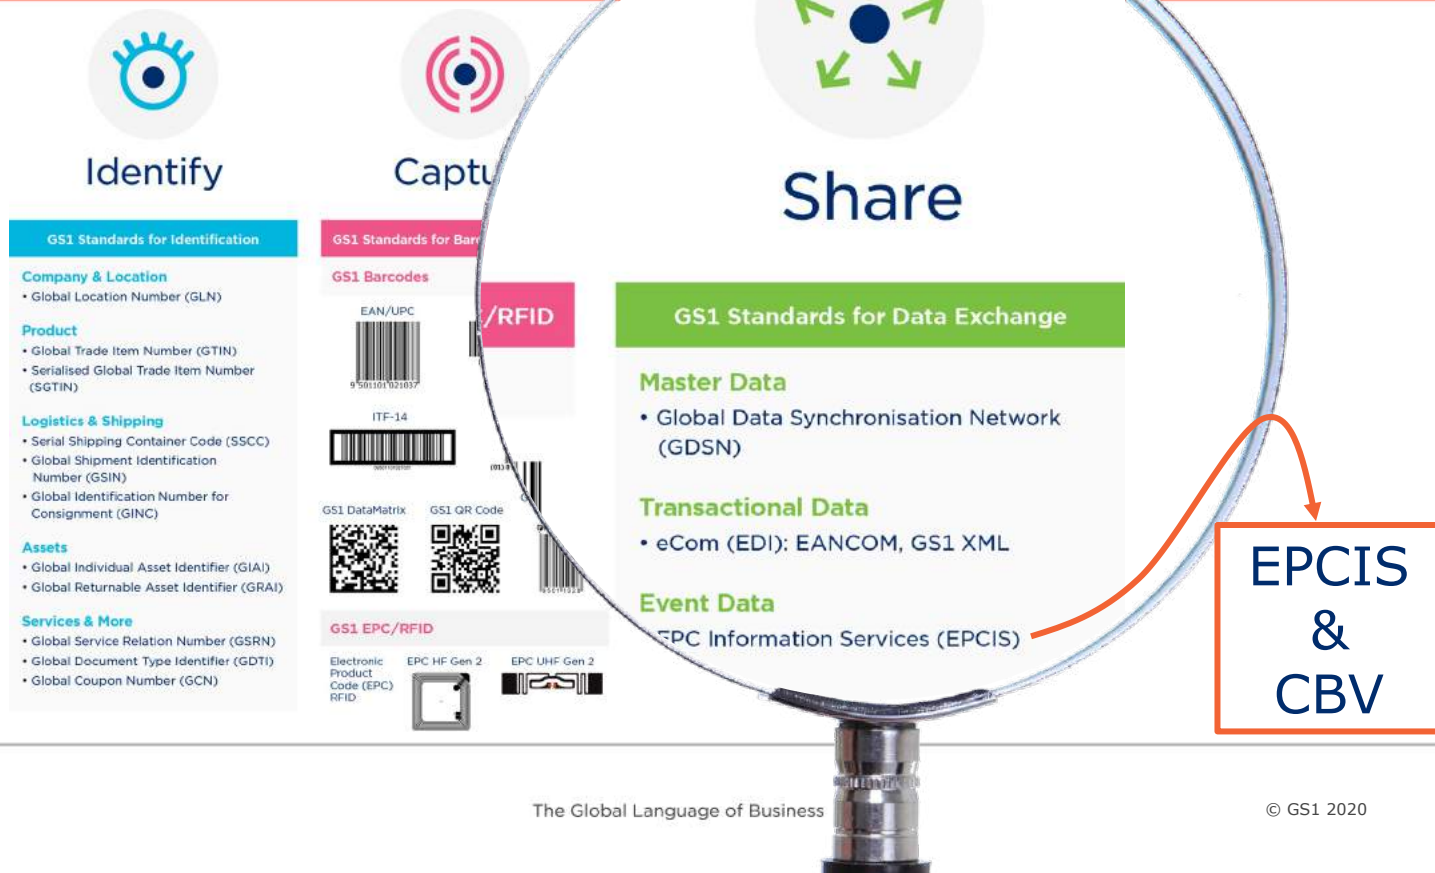 Identify
GS1 Standards for Identification
Company & Location
• Global Location Number (GLN)
Product
• Global Trade Item Number (GTIN)
• Serialised Global Trade Item Number
(SGTIN)
Logistics & Shipping
• Serial Shipping Container Code (SSCC)
• Global Shipment Identification
Number (GSIN)
• Global Identification Number for
Consignment (GINC)
Assets
• Global Individual Asset Identifier (GIAI)
• Global Returnable Asset Identifier (GRAI)
Services & More
• Global Service Relation Number (GSRN)
• Global Document Type Identifier (GDTI)
• Global Coupon Number (GCN)
Captu
GS1 Standards for Bar
GS1 Barcodes
EAN/UPC
9 501101 021037
ITF-14
(01)
GS1 DataMatrix
GS1 QR Code
GS1 EPC/RFID
Electronic
Product
Code (EPC)
RFID
EPC HF Gen 2
EPC UHF Gen 2
/RFID
Share
GS1 Standards for Data Exchange
Master Data
• Global Data Synchronisation Network
(GDSN)
Transactional Data
• eCom (EDI): EANCOM, GS1 XML
Event Data
EPC Information Services (EPCIS)
EPCIS
&
CBV
The Global Language of Business
© GS1 2020